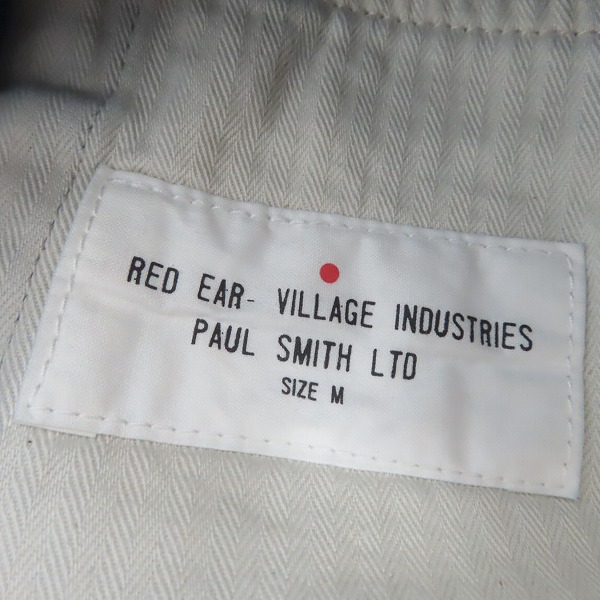 RED EAR- VILLAGE INDUSTRIES
PAUL SMITH LTD
SIZE M